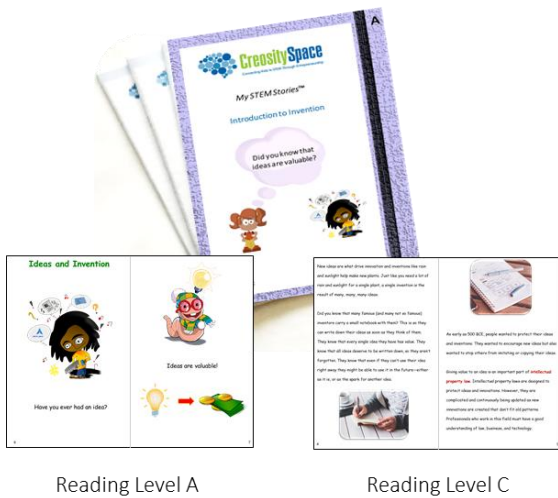 A
CreositySpace
Connecting Kids to STEM Through Entrepreneurship
My STEM Stories™
Introduction to Invention
Did you know that
ideas are valuable?
Ideas and Invention
Have you ever had an idea?
6
Ideas are valuable!
7
New ideas are what drive innovation and inventions like rain
and sunlight help make new plants. Just like you need a lot of
rain and sunlight for a single plant, a single invention is the
result of many, many, many ideas.
Did you know that many famous (and many not so famous)
inventors carry a small notebook with them? This is so they
can write down their ideas as soon as they think of them.
They know that every single idea they have has value. They
know that all ideas deserve to be written down, so they aren't
forgotten. They know that even if they can't use their idea
right away they might be able to use it in the future—either
as it is, or as the spark for another idea.
As early as 500 BCE, people wanted to protect their ideas
and inventions. They wanted to encourage new ideas but also
wanted to stop others from imitating or copying their ideas.
Giving value to an idea is an important part of intellectual
property law. Intellectual property laws are designed to
protect ideas and innovations. However, they are
complicated and continuously being updated as new
innovations are created that don't fit old patterns.
Professionals who work in this field must have a good
understanding of law, business, and technology.
Reading Level A
Reading Level C